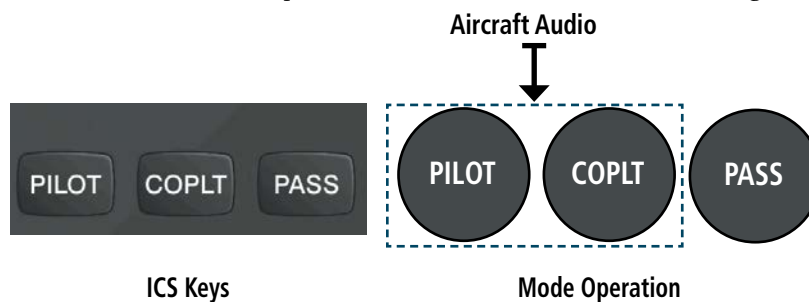 Aircraft Audio
PILOT COPLT PASS
PILOT COPLT PASS
ICS Keys
Mode Operation